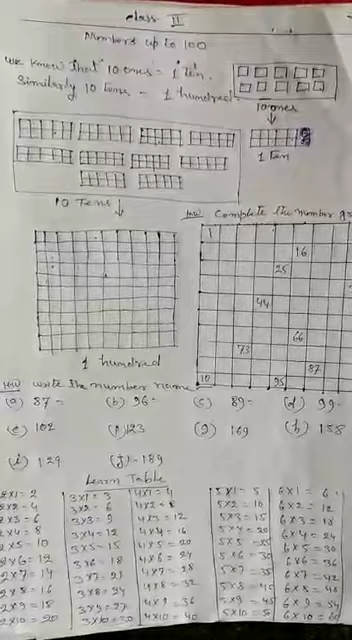 Class II
Numbers up to 100
We know that 10 ones = 1 ten.
Similarly 10 tens = 1 hundred.
10 ones
1 Ten
10 Tens
H.W Complete the number
1
16
25
44
66
73
87
10 95
1 hundred
H.W Write the number name
(a) 87 = (b) 96 = (c) 89 = (d) 99 =
(e) 102 (f) 123 (g) 169 (h) 158
(i) 129 (j) 189
Learn Table
2×1 = 2 3×1 = 3 4×1 = 4 5×1 = 5 6×1 = 6
2×2 = 4 3×2 = 6 4×2 = 8 5×2 = 10 6×2 = 12
2×3 = 6 3×3 = 9 4×3 = 12 5×3 = 15 6×3 = 18
2×4 = 8 3×4 = 12 4×4 = 16 5×4 = 20 6×4 = 24
2×5 = 10 3×5 = 15 4×5 = 20 5×5 = 25 6×5 = 30
2×6 = 12 3×6 = 18 4×6 = 24 5×6 = 30 6×6 = 36
2×7 = 14 3×7 = 21 4×7 = 28 5×7 = 35 6×7 = 42
2×8 = 16 3×8 = 24 4×8 = 32 5×8 = 40 6×8 = 48
2×9 = 18 3×9 = 27 4×9 = 36 5×9 = 45 6×9 = 54
2×10 = 20 3×10 = 30 4×10 = 40 5×10 = 50 6×10 = 60